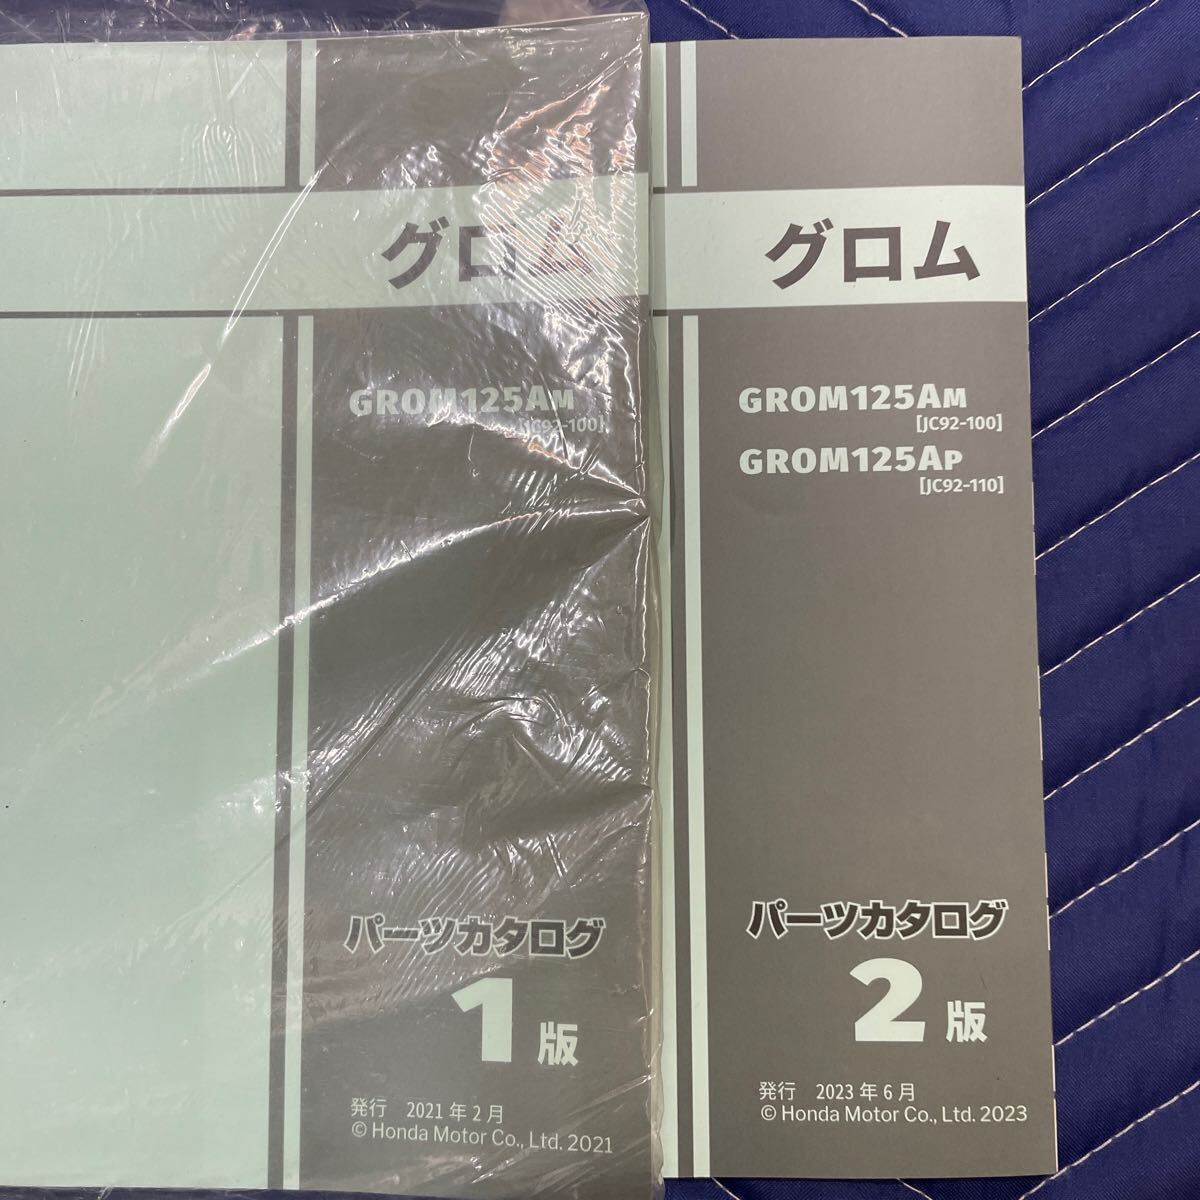 グロム
GROM125AM
[JC92-100]
パーツカタログ
1版
発行 2021年2月
© Honda Motor Co., Ltd. 2021
グロム
GROM125AM
[JC92-100]
GROM125AP
[JC92-110]
パーツカタログ
2版
発行 2023年6月
© Honda Motor Co., Ltd. 2023